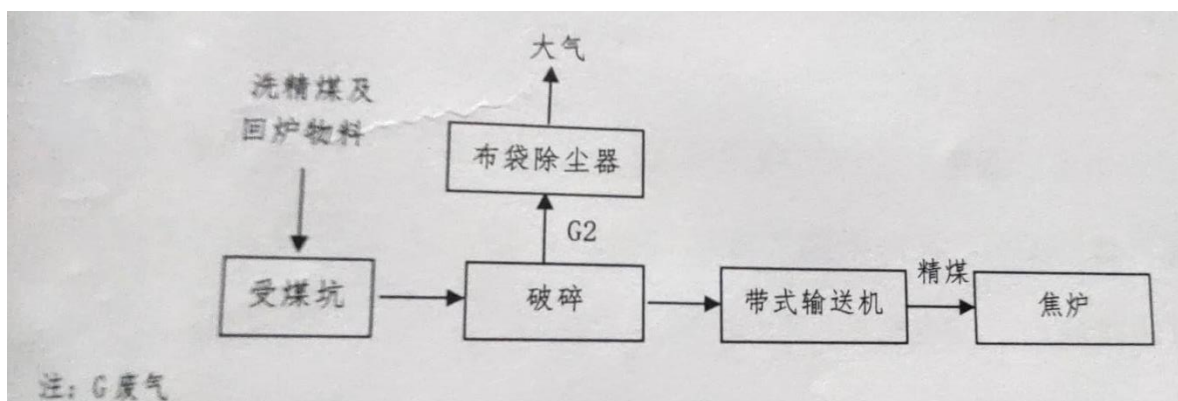 大气
洗精煤及
回炉物料
布袋除尘器
G2
受煤坑
破碎
带式输送机
精煤
焦炉
注：G废气